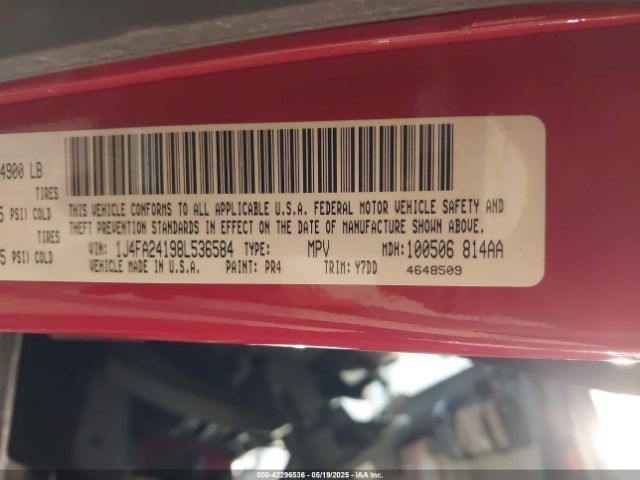 4900 LB
TIRES
5 PSI) COLD
TIRES
5 PSI) COLD
THIS VEHICLE CONFORMS TO ALL APPLICABLE U.S.A. FEDERAL MOTOR VEHICLE SAFETY AND
THEFT PREVENTION STANDARDS IN EFFECT ON THE DATE OF MANUFACTURE SHOWN ABOVE.
VIN: 1J4FA24198L536584 TYPE: MPV MDH: 100506 814AA
VEHICLE MADE IN U.S.A. PAINT: PR4 TRIM: Y7DD 4648509
000-42296536 - 05/19/2025 - IAA Inc.